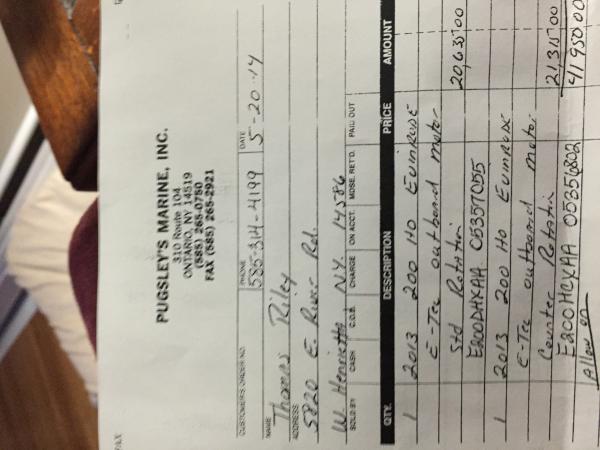 PUGSLEY'S MARINE, INC.
310 Route 104
ONTARIO, NY 14519
(585) 265-0750
FAX (585) 265-2921
CUSTOMER'S ORDER NO. PHONE 585-314-4199 DATE 5-20-14
NAME Thomas Riley
ADDRESS 5820 E. River Rd.
W. Henrietta N.Y. 14586
SOLD BY CASH C.O.D. CHARGE ON ACCT. MDSE. RET'D. PAID OUT
QTY. DESCRIPTION PRICE AMOUNT
1 2013 200 HO Evinrude
E-Tec outboard motor
Std Rotation 20,635 00
E200DHXAA 05357055
1 2013 200 HO Evinrude
E-Tec outboard motor
Counter Rotation 21,315 00
E200HCXAA 05356802 41950 00
Allow on